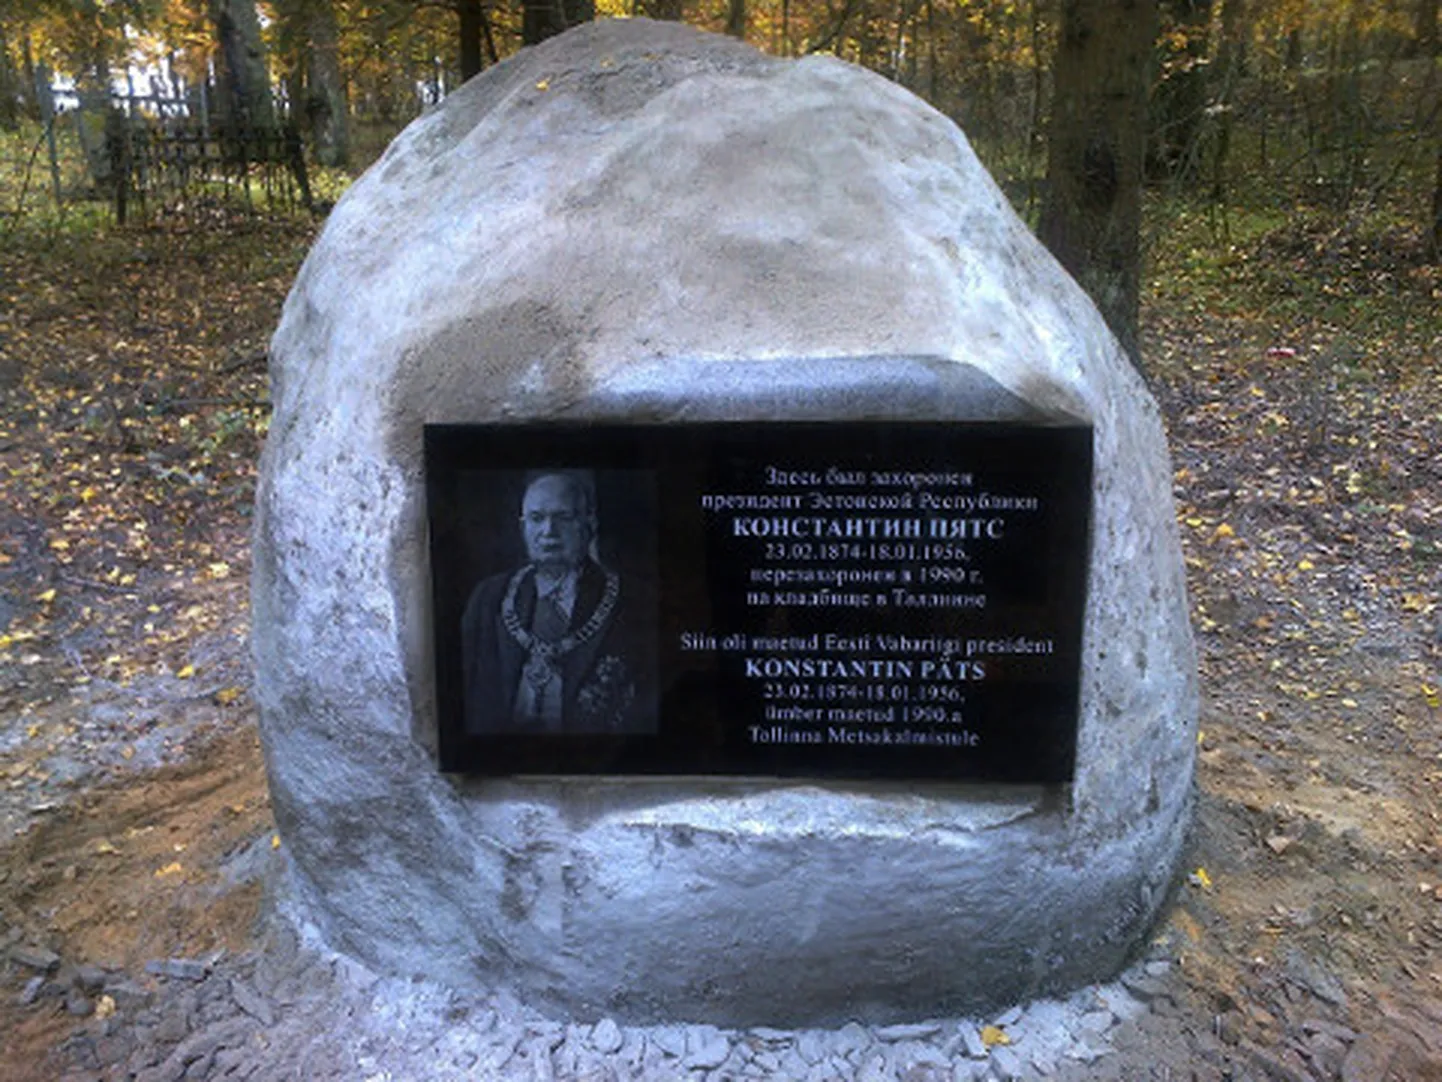 Здесь был захоронен
президент Эстонской Республики
КОНСТАНТИН ПЯТС
23.02.1874-18.01.1956,
перезахоронен в 1990 г.
на кладбище в Таллинне
Siin oli maetud Eesti Vabariigi president
KONSTANTIN PÄTS
23.02.1874-18.01.1956,
ümber maetud 1990.a
Tallinna Metsakalmistule